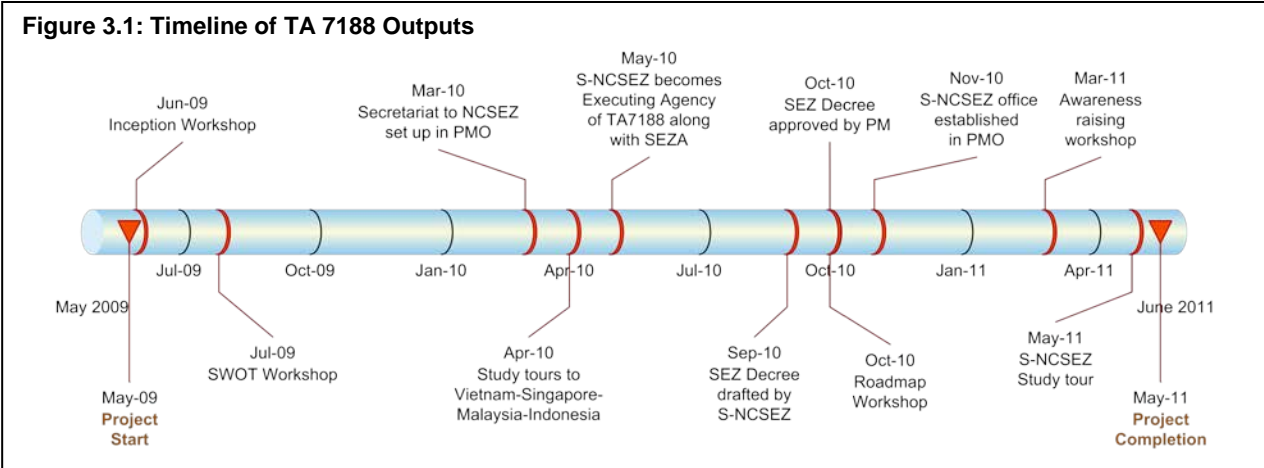 Figure 3.1: Timeline of TA 7188 Outputs
Jun-09
Inception Workshop
Mar-10
Secretariat to NCSEZ
set up in PMO
May-10
S-NCSEZ becomes
Executing Agency
of TA7188 along
with SEZA
Oct-10
SEZ Decree
approved by PM
Nov-10
S-NCSEZ office
established
in PMO
Mar-11
Awareness
raising
workshop
Jul-09
Oct-09
Jan-10
Apr-10
Jul-10
Oct-10
Jan-11
Apr-11
May 2009
June 2011
May-09
Project
Start
Jul-09
SWOT Workshop
Apr-10
Study tours to
Vietnam-Singapore-
Malaysia-Indonesia
Sep-10
SEZ Decree
drafted by
S-NCSEZ
Oct-10
Roadmap
Workshop
May-11
S-NCSEZ
Study tour
May-11
Project
Completion